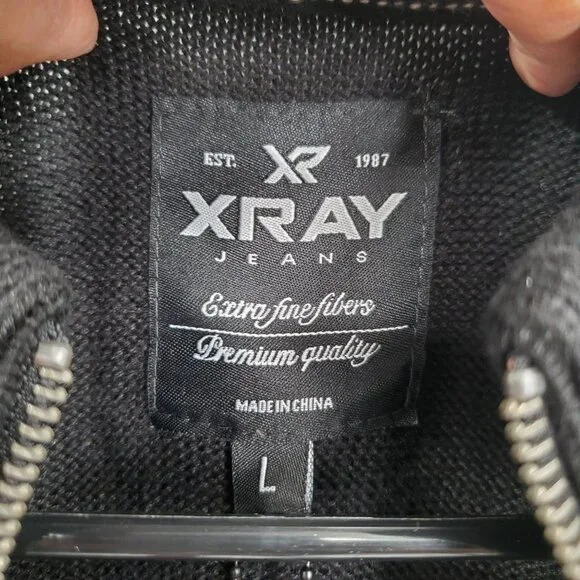 EST. XR 1987
XRAY
JEANS
Extra fine fibers
Premium quality
MADE IN CHINA
L